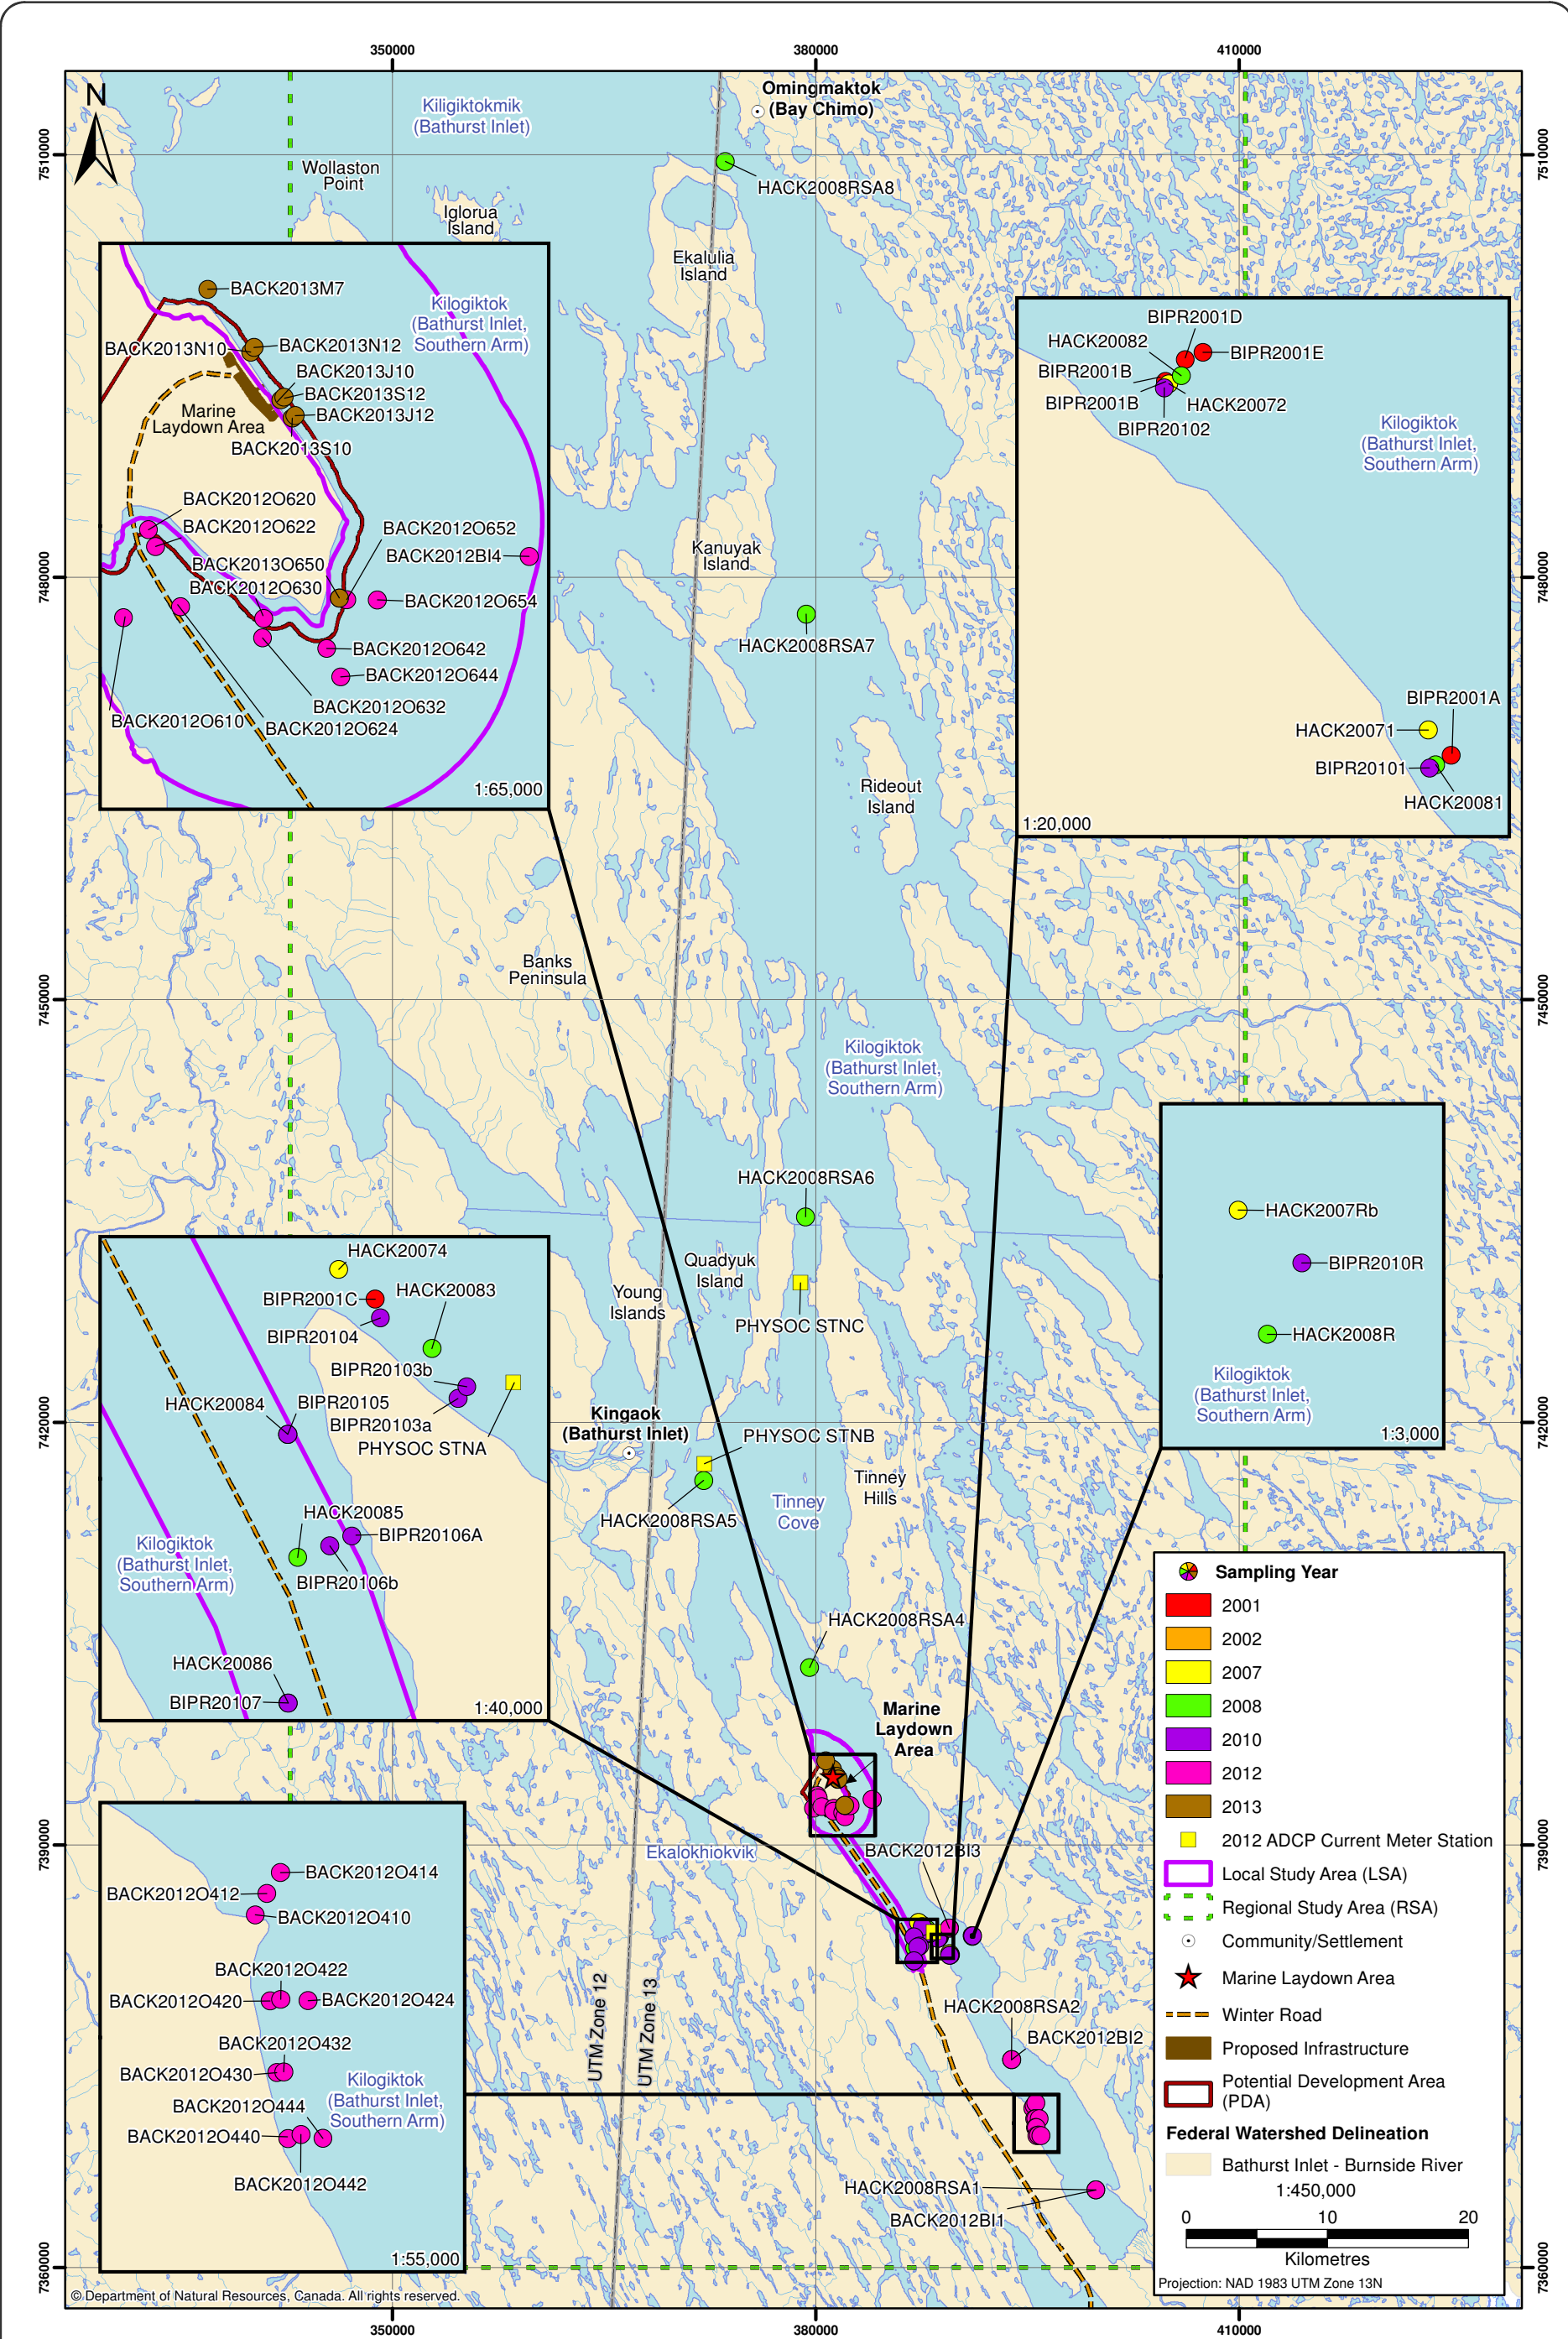 350000
380000
410000
N
Omingmaktok
(Bay Chimo)
Kiligiktokmik
(Bathurst Inlet)
7510000
7510000
Wollaston
Point
HACK2008RSA8
Iglorua
Island
Ekalulia
Island
BACK2013M7
Kilogiktok
(Bathurst Inlet,
Southern Arm)
BACK2013N10
BACK2013N12
BACK2013J10
BACK2013S12
Marine
Laydown Area
BACK2013J12
BACK2013S10
BACK2012O620
BACK2012O622
BACK2012O652
BACK2012BI4
BACK2013O650
BACK2012O630
BACK2012O654
BACK2012O642
BACK2012O644
BACK2012O632
BACK2012O610
BACK2012O624
1:65,000
BIPR2001D
HACK20082
BIPR2001E
BIPR2001B
BIPR2001B
HACK20072
BIPR20102
Kilogiktok
(Bathurst Inlet,
Southern Arm)
BIPR2001A
HACK20071
BIPR20101
HACK20081
1:20,000
Kanuyak
Island
7480000
7480000
HACK2008RSA7
Rideout
Island
Banks
Peninsula
7450000
7450000
Kilogiktok
(Bathurst Inlet,
Southern Arm)
HACK2008RSA6
Quadyuk
Island
Young
Islands
PHYSOC STNC
HACK2007Rb
BIPR2010R
HACK2008R
Kilogiktok
(Bathurst Inlet,
Southern Arm)
1:3,000
HACK20074
BIPR2001C
HACK20083
BIPR20104
BIPR20103b
HACK20084
BIPR20105
BIPR20103a
PHYSOC STNA
HACK20085
BIPR20106A
Kilogiktok
(Bathurst Inlet,
Southern Arm)
BIPR20106b
HACK20086
BIPR20107
1:40,000
Kingaok
(Bathurst Inlet)
7420000
7420000
PHYSOC STNB
HACK2008RSA5
Tinney
Cove
Tinney
Hills
HACK2008RSA4
Marine
Laydown
Area
7390000
BACK2012BI3
Ekalokhiokvik
BACK2012O414
BACK2012O412
BACK2012O410
BACK2012O422
BACK2012O420
BACK2012O424
BACK2012O432
BACK2012O430
Kilogiktok
(Bathurst Inlet,
Southern Arm)
BACK2012O444
BACK2012O440
BACK2012O442
1:55,000
UTM Zone 12
UTM Zone 13
HACK2008RSA2
BACK2012BI2
HACK2008RSA1
BACK2012BI1
Sampling Year
2001
2002
2007
2008
2010
2012
2013
2012 ADCP Current Meter Station
Local Study Area (LSA)
Regional Study Area (RSA)
Community/Settlement
Marine Laydown Area
Winter Road
Proposed Infrastructure
Potential Development Area
(PDA)
Federal Watershed Delineation
Bathurst Inlet - Burnside River
1:450,000
0 10 20
Kilometres
Projection: NAD 1983 UTM Zone 13N
7390000
7360000
7360000
© Department of Natural Resources, Canada. All rights reserved.
350000
380000
410000